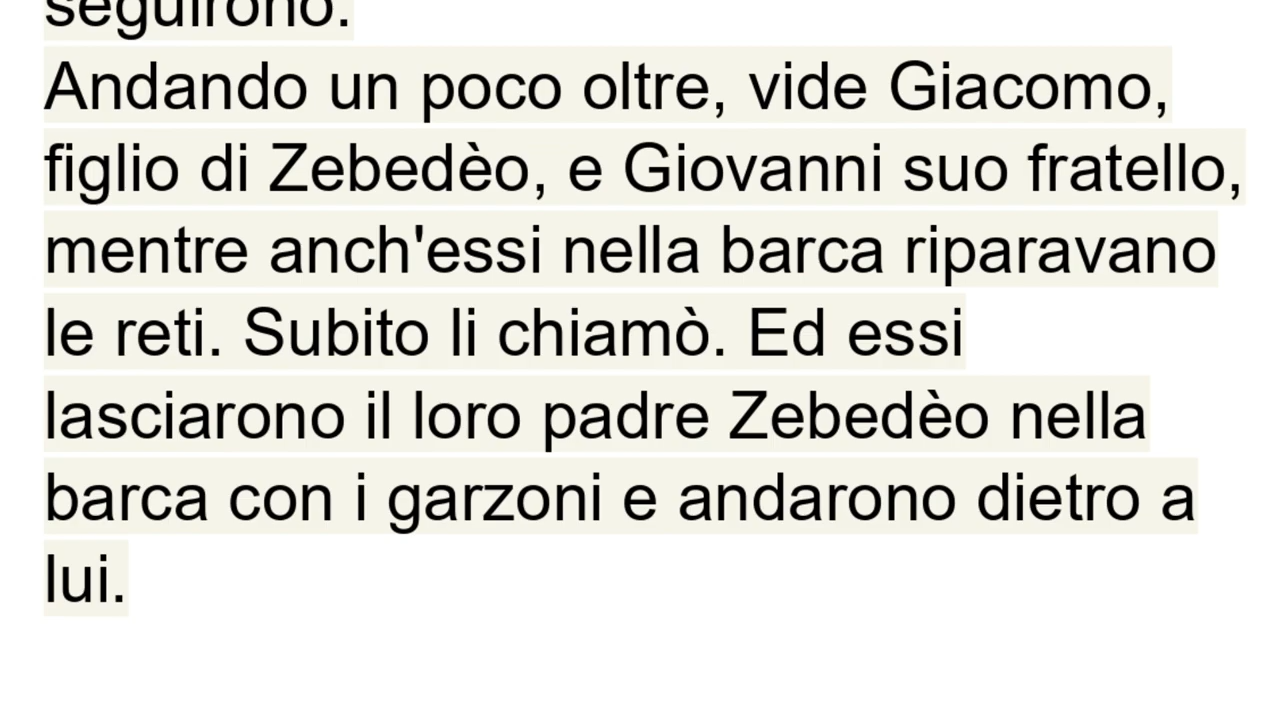 seguirono.
Andando un poco oltre, vide Giacomo,
figlio di Zebedèo, e Giovanni suo fratello,
mentre anch'essi nella barca riparavano
le reti. Subito li chiamò. Ed essi
lasciarono il loro padre Zebedèo nella
barca con i garzoni e andarono dietro a
lui.